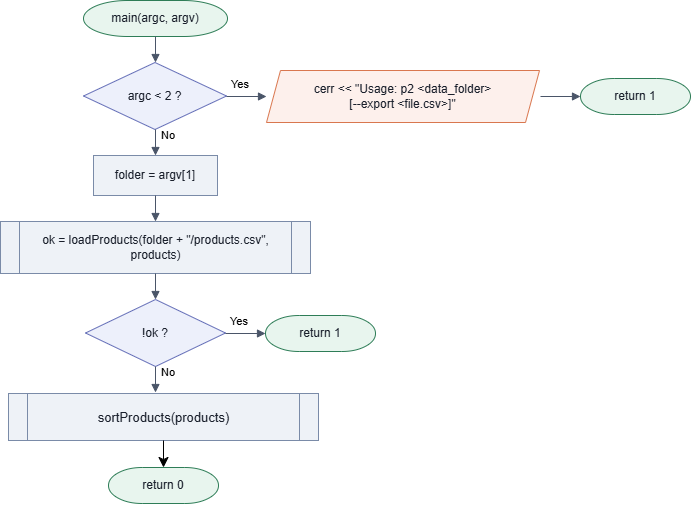 main(argc, argv)
argc < 2 ?
Yes
cerr << "Usage: p2 <data_folder>
[--export <file.csv>]"
return 1
No
folder = argv[1]
ok = loadProducts(folder + "/products.csv",
products)
!ok ?
Yes
return 1
No
sortProducts(products)
return 0